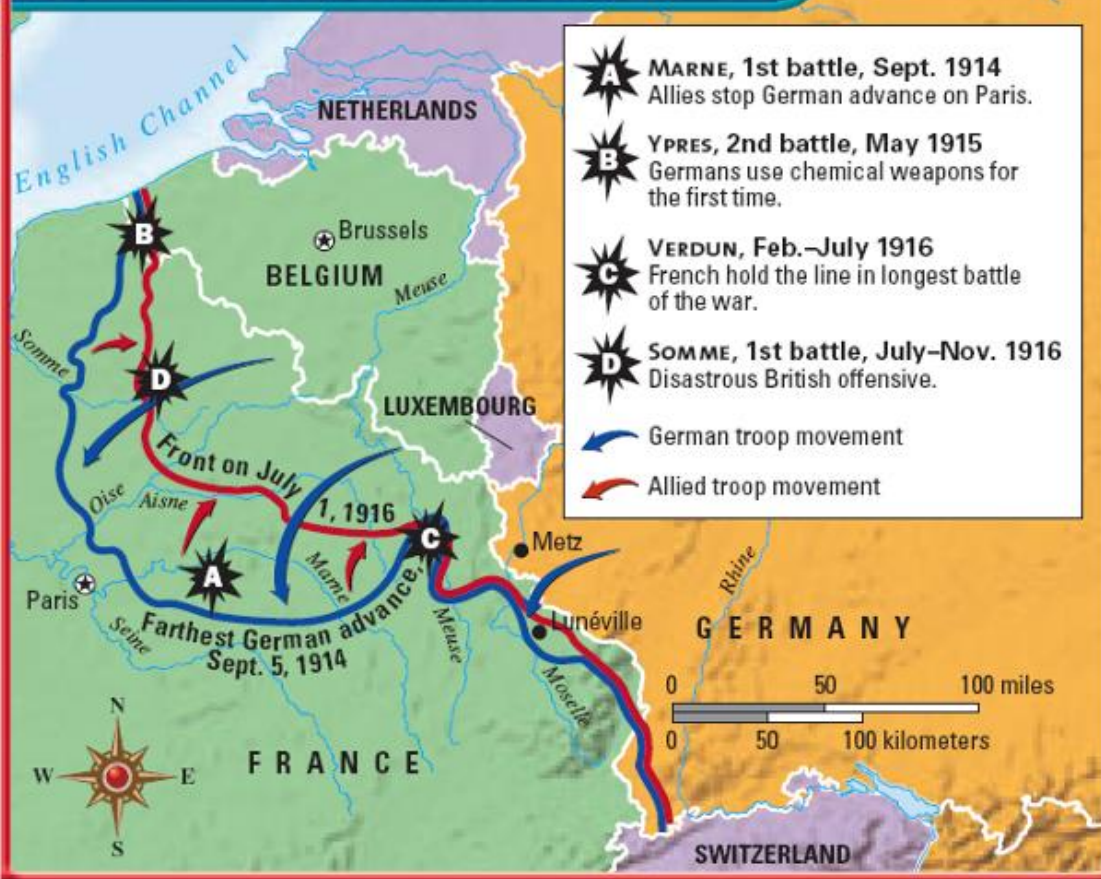 English Channel
NETHERLANDS
B
Brussels
BELGIUM
Meuse
Somme
D
LUXEMBOURG
Front on July 1, 1916
Oise
Aisne
C
Metz
A
Marne
Paris
Farthest German advance,
Sept. 5, 1914
Seine
Meuse
Lunéville
Moselle
Rhine
GERMANY
FRANCE
SWITZERLAND
N
W
E
S
0 50 100 miles
0 50 100 kilometers
A
MARNE, 1st battle, Sept. 1914
Allies stop German advance on Paris.
B
YPRES, 2nd battle, May 1915
Germans use chemical weapons for
the first time.
C
VERDUN, Feb.–July 1916
French hold the line in longest battle
of the war.
D
SOMME, 1st battle, July–Nov. 1916
Disastrous British offensive.
German troop movement
Allied troop movement